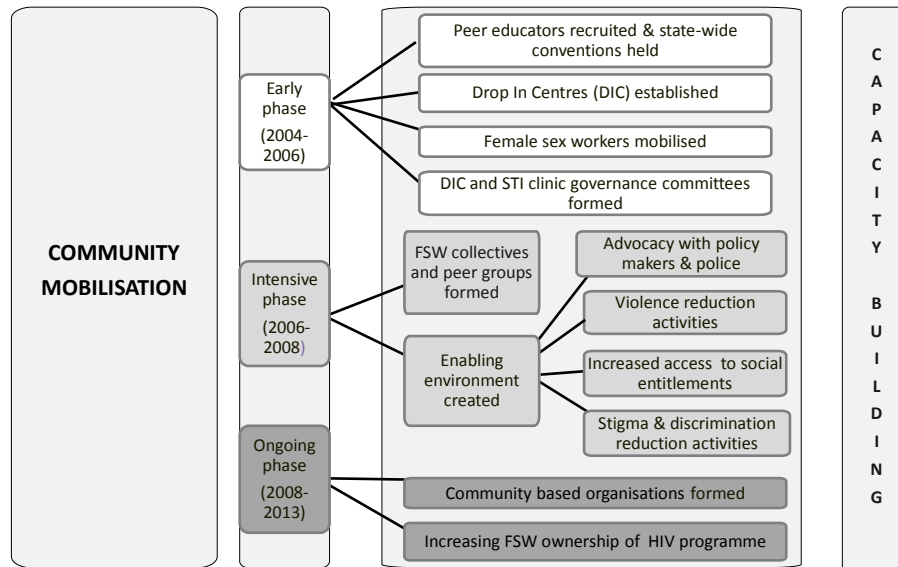 COMMUNITY
MOBILISATION
Early
phase
(2004-
2006)
Peer educators recruited & state-wide
conventions held
Drop In Centres (DIC) established
Female sex workers mobilised
DIC and STI clinic governance committees
formed
Intensive
phase
(2006-
2008)
FSW collectives
and peer groups
formed
Enabling
environment
created
Advocacy with policy
makers & police
Violence reduction
activities
Increased access to social
entitlements
Stigma & discrimination
reduction activities
Ongoing
phase
(2008-
2013)
Community based organisations formed
Increasing FSW ownership of HIV programme
C
A
P
A
C
I
T
Y
B
U
I
L
D
I
N
G